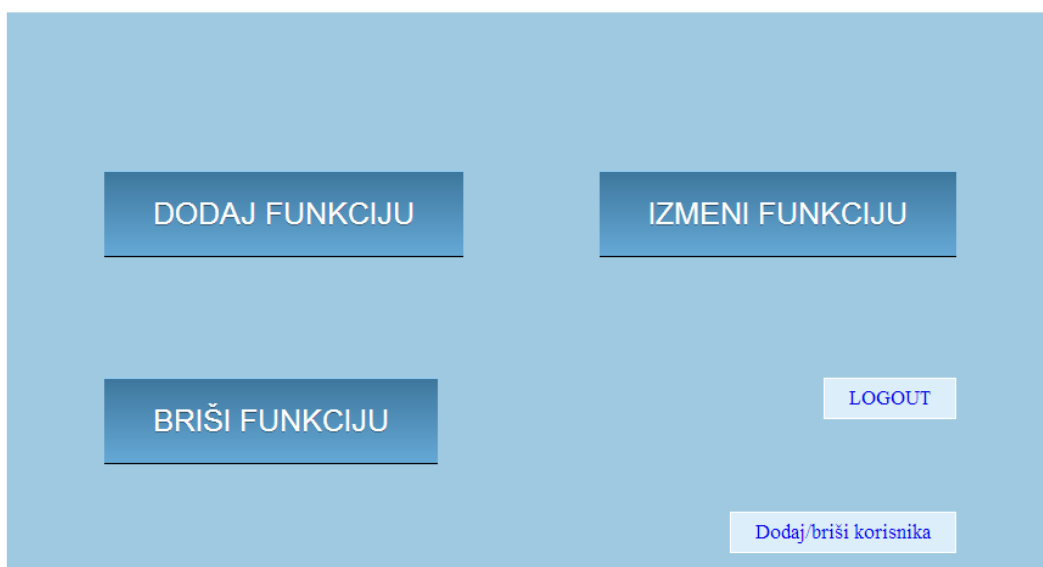 DODAJ FUNKCIJU
IZMENI FUNKCIJU
BRIŠI FUNKCIJU
LOGOUT
Dodaj/briši korisnika